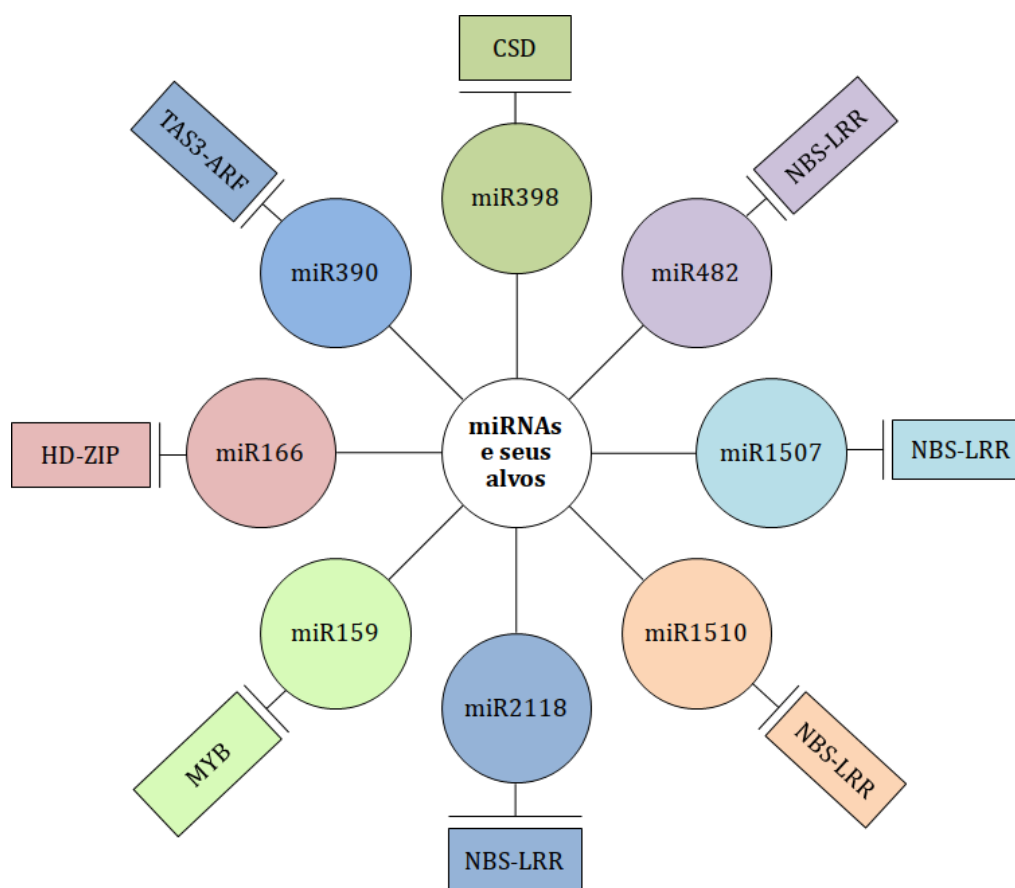 CSD
TAS3-ARF
NBS-LRR
miR398
miR390
miR482
HD-ZIP
miR166
miRNAs
e seus
alvos
miR1507
NBS-LRR
miR159
miR1510
miR2118
MYB
NBS-LRR
NBS-LRR